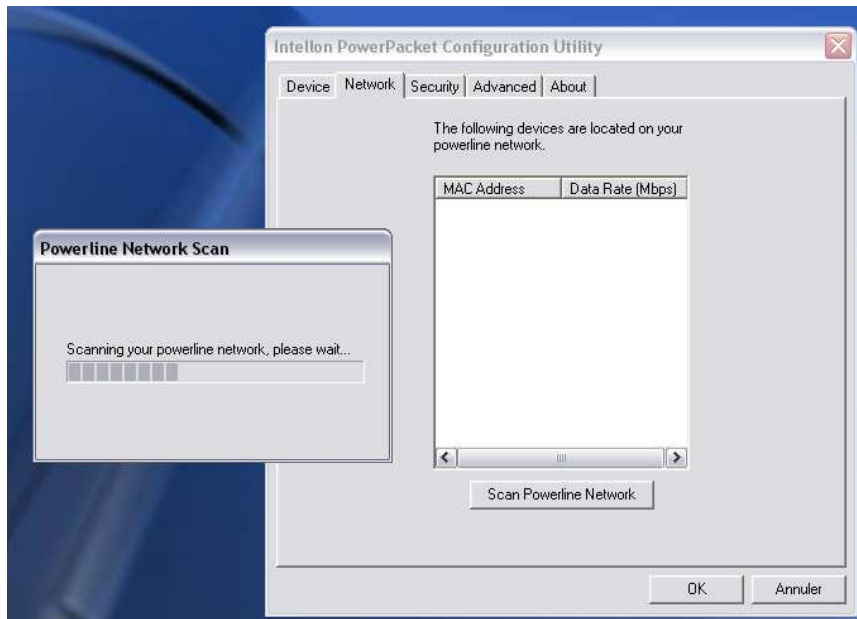 Intellon PowerPacket Configuration Utility
Device Network Security Advanced About
The following devices are located on your
powerline network.
MAC Address Data Rate (Mbps)
Powerline Network Scan
Scanning your powerline network, please wait...
Scan Powerline Network
OK Annuler